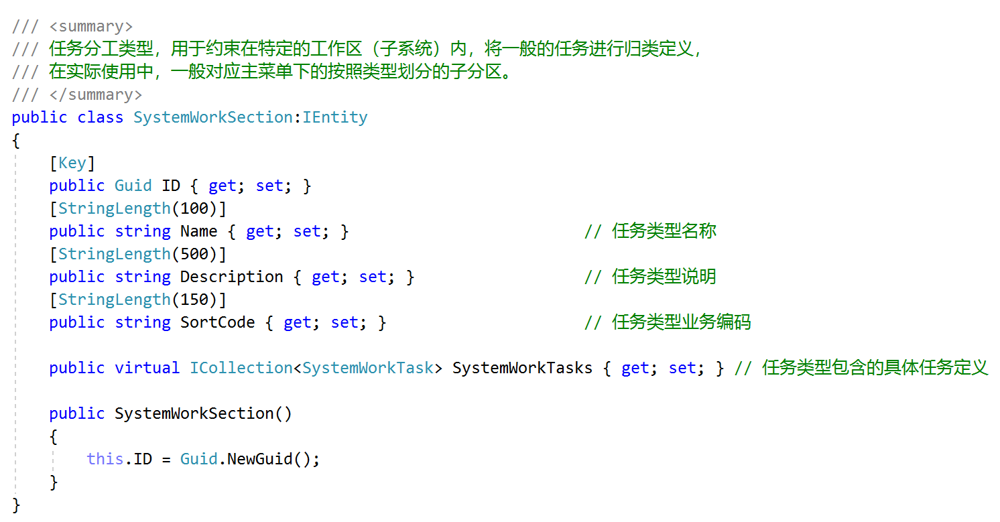 /// <summary>
/// 任务分工类型，用于约束在特定的工作区（子系统）内，将一般的任务进行归类定义，
/// 在实际使用中，一般对应主菜单下的按照类型划分的子分区。
/// </summary>
public class SystemWorkSection:IEntity
{
    [Key]
    public Guid ID { get; set; }
    [StringLength(100)]
    public string Name { get; set; }                         // 任务类型名称
    [StringLength(500)]
    public string Description { get; set; }                  // 任务类型说明
    [StringLength(150)]
    public string SortCode { get; set; }                     // 任务类型业务编码
    public virtual ICollection<SystemWorkTask> SystemWorkTasks { get; set; } // 任务类型包含的具体任务定义
    public SystemWorkSection()
    {
        this.ID = Guid.NewGuid();
    }
}